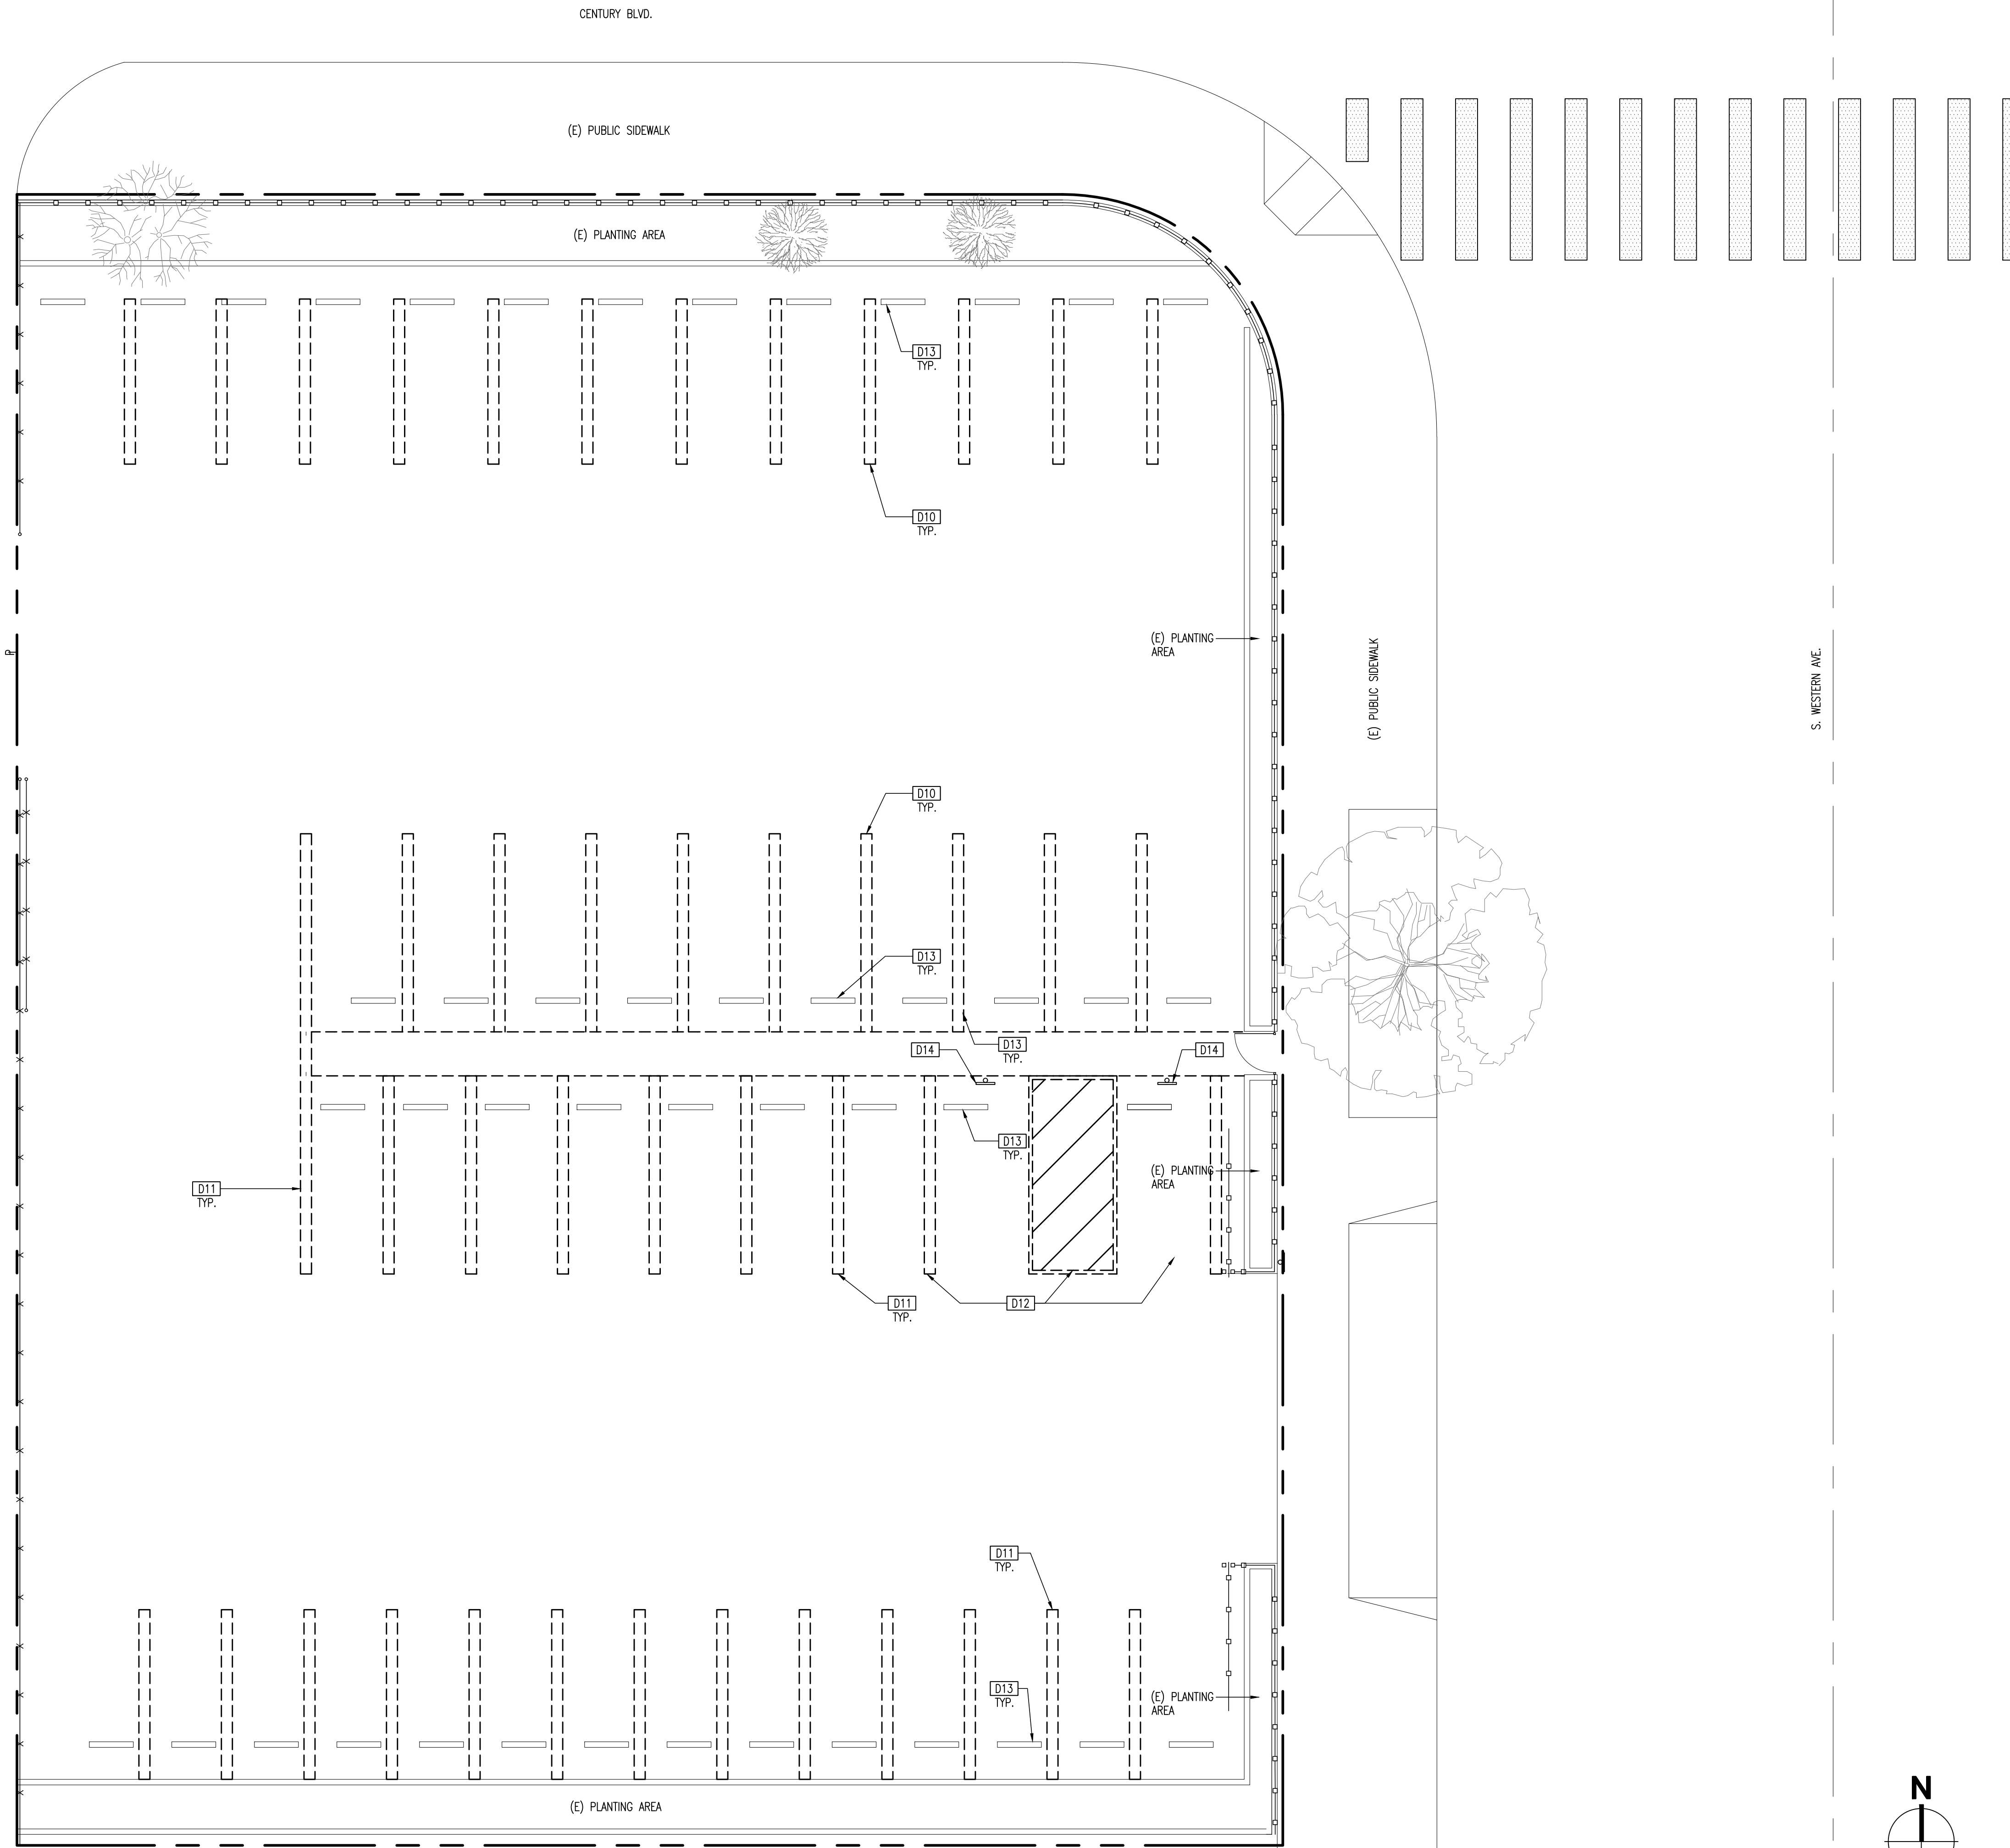 CENTURY BLVD.
(E) PUBLIC SIDEWALK
(E) PLANTING AREA
D13
TYP.
D10
TYP.
(E) PLANTING
AREA
(E) PUBLIC SIDEWALK
S. WESTERN AVE.
P
D10
TYP.
D13
TYP.
D13
TYP.
D14
D14
D13
TYP.
(E) PLANTING
AREA
D11
TYP.
D11
TYP.
D12
D11
TYP.
D13
TYP.
(E) PLANTING
AREA
(E) PLANTING AREA
N